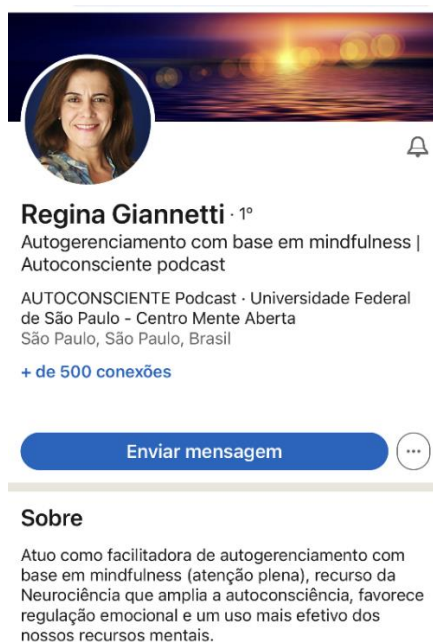 Regina Giannetti · 1º
Autogerenciamento com base em mindfulness |
Autoconsciente podcast
AUTOCONSCIENTE Podcast · Universidade Federal
de São Paulo - Centro Mente Aberta
São Paulo, São Paulo, Brasil
+ de 500 conexões
Enviar mensagem
Sobre
Atuo como facilitadora de autogerenciamento com
base em mindfulness (atenção plena), recurso da
Neurociência que amplia a autoconsciência, favorece
regulação emocional e um uso mais efetivo dos
nossos recursos mentais.